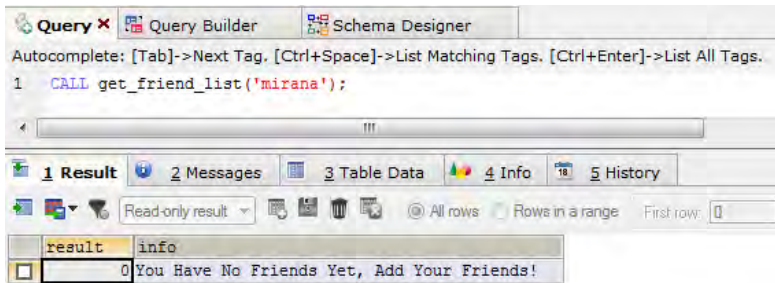 Query Query Builder Schema Designer
Autocomplete: [Tab]->Next Tag. [Ctrl+Space]->List Matching Tags. [Ctrl+Enter]->List All Tags.
1 CALL get_friend_list('mirana');
1 Result 2 Messages 3 Table Data 4 Info 18 5 History
Read-only result All rows Rows in a range First row: 0
result info
0 You Have No Friends Yet, Add Your Friends!